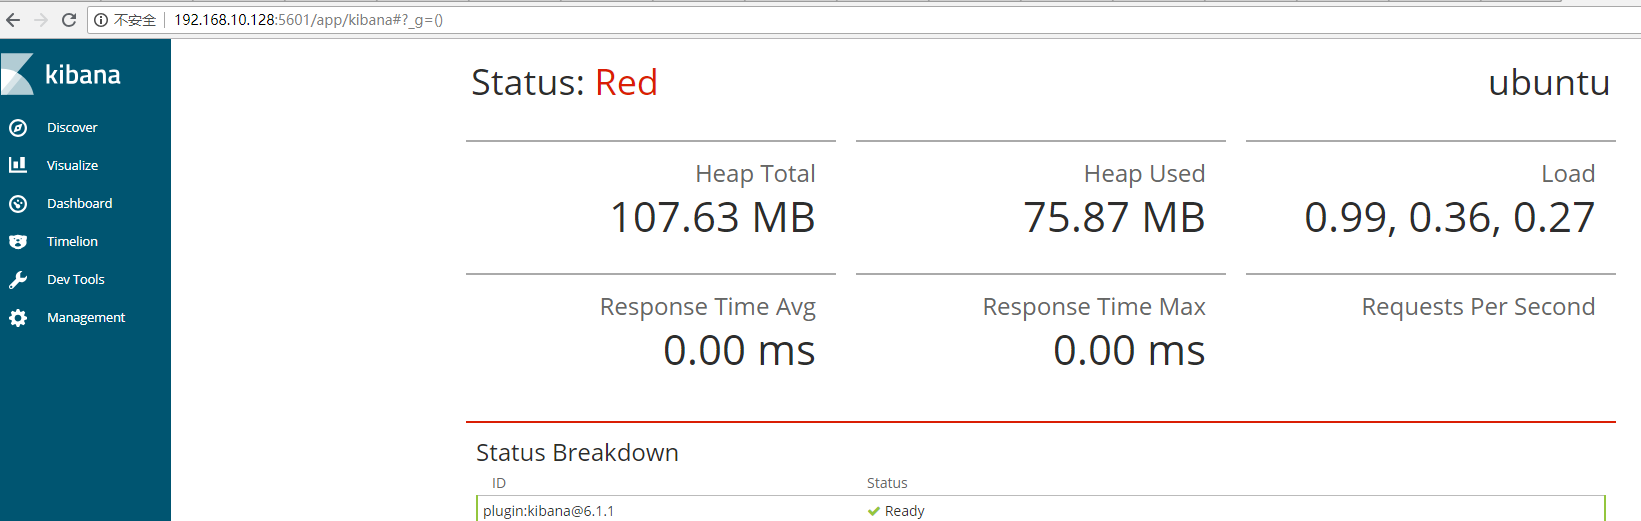 不安全 192.168.10.128:5601/app/kibana#?_g=()
kibana
Discover
Visualize
Dashboard
Timelion
Dev Tools
Management
Status: Red
ubuntu
Heap Total
107.63 MB
Heap Used
75.87 MB
Load
0.99, 0.36, 0.27
Response Time Avg
0.00 ms
Response Time Max
0.00 ms
Requests Per Second
Status Breakdown
ID Status
plugin:kibana@6.1.1 Ready